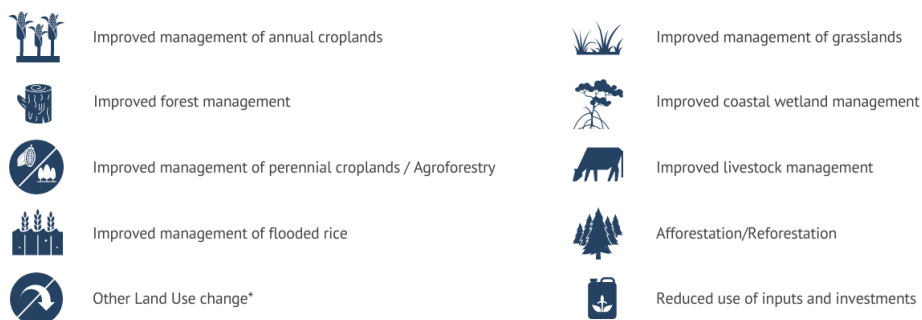 Improved management of annual croplands
Improved management of grasslands
Improved forest management
Improved coastal wetland management
Improved management of perennial croplands / Agroforestry
Improved livestock management
Improved management of flooded rice
Afforestation/Reforestation
Other Land Use change*
Reduced use of inputs and investments